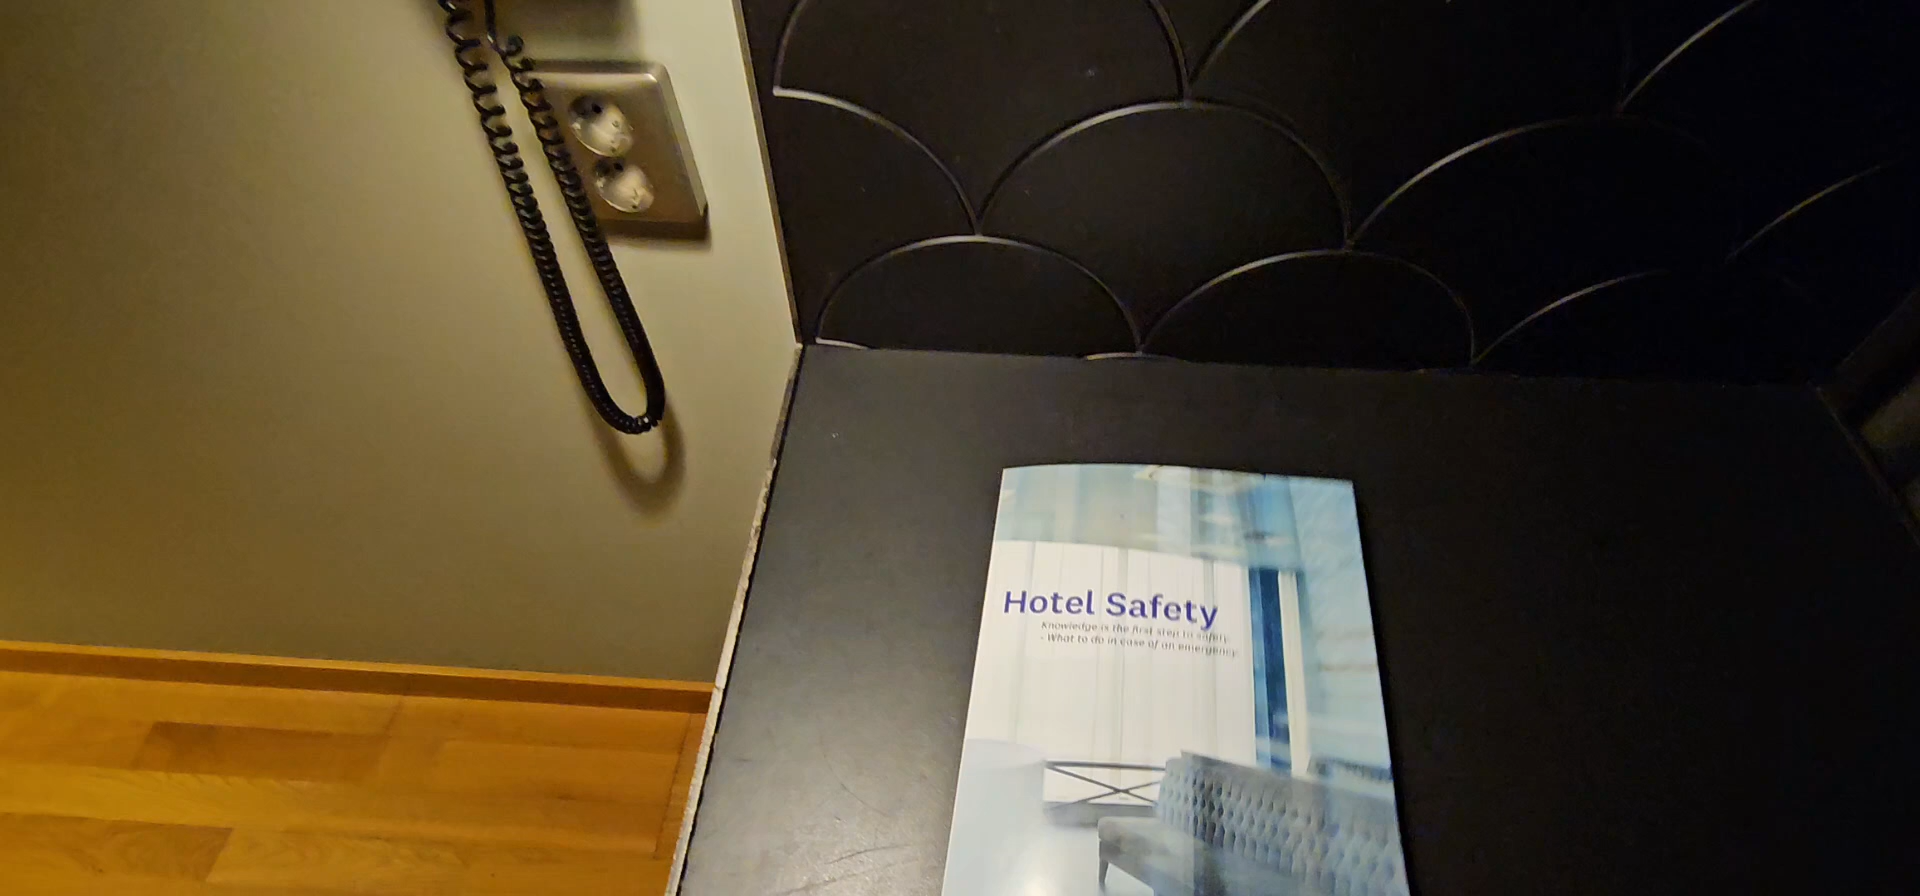 Hotel Safety
Knowledge is the first step to safety.
- What to do in case of an emergency.